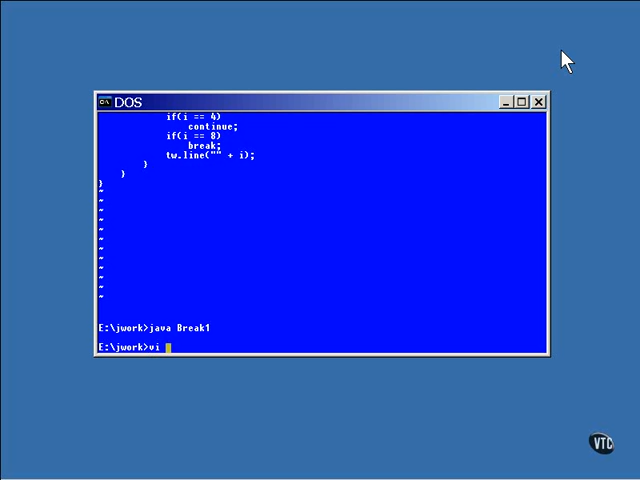 DOS
if(i == 4)
continue;
if(i == 8)
break;
tw.line("" + i);
}
}
}
~
~
~
~
~
~
~
~
~
~
~
~
E:\jwork>java Break1
E:\jwork>vi
VTC